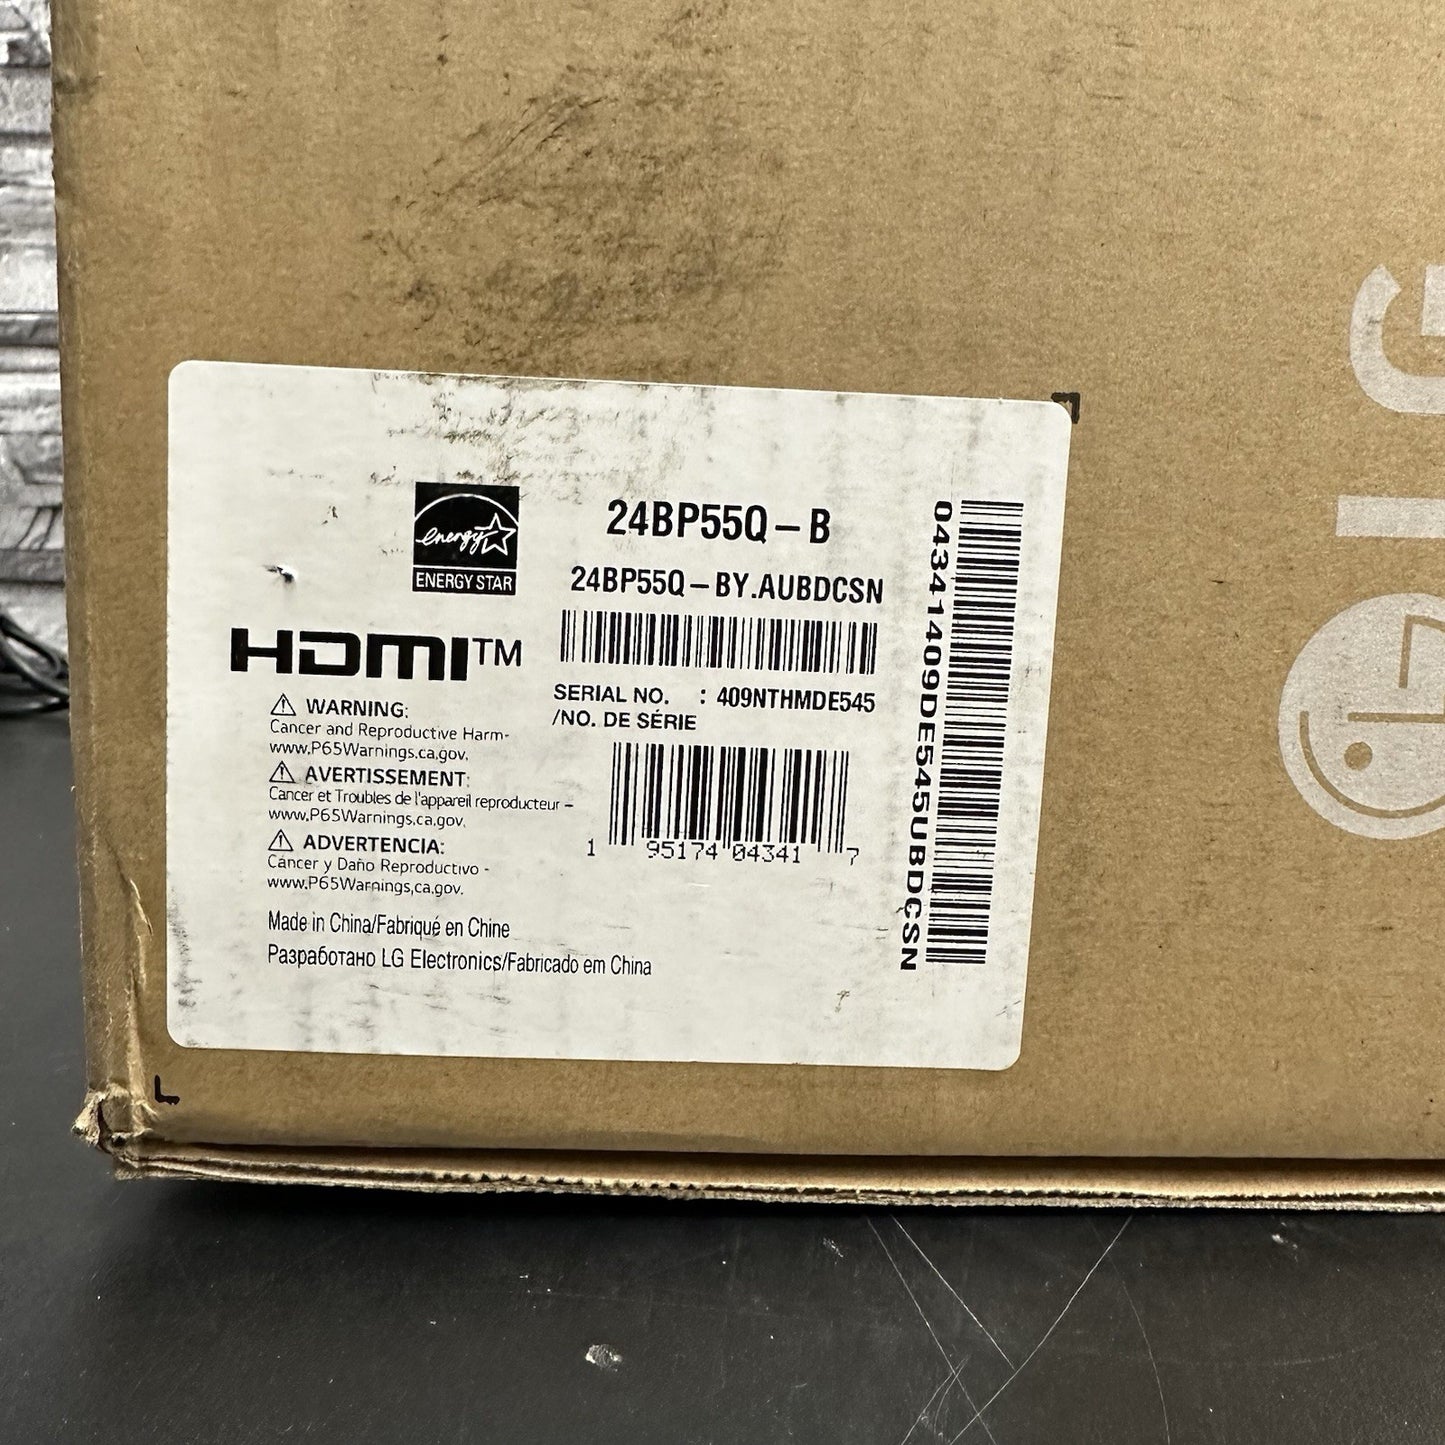 energy
ENERGY STAR
HDMI™
24BP55Q-B
24BP55Q-BY.AUBDCSN
SERIAL NO. : 409NTHMDE545
/NO. DE SÉRIE
1 95174 04341 7
⚠ WARNING:
Cancer and Reproductive Harm-
www.P65Warnings.ca.gov.
⚠ AVERTISSEMENT:
Cancer et Troubles de l'appareil reproducteur –
www.P65Warnings.ca.gov.
⚠ ADVERTENCIA:
Cáncer y Daño Reproductivo -
www.P65Warnings,ca.gov.
Made in China/Fabriqué en Chine
Разработано LG Electronics/Fabricado em China
04341409DE545UBDCSN
LG